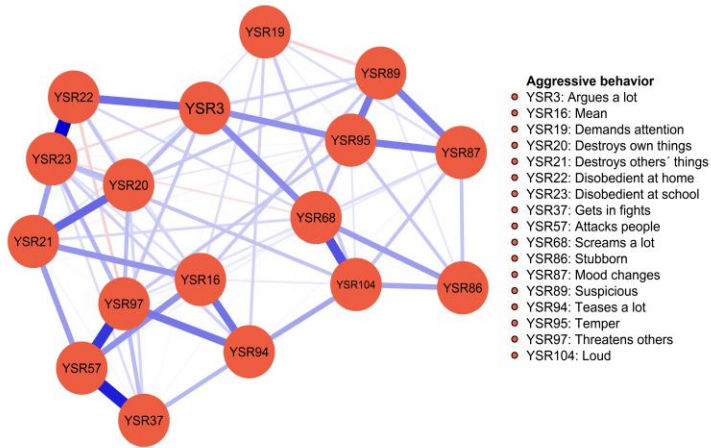 YSR19
YSR89
YSR22
YSR3
YSR95
YSR87
YSR23
YSR20
YSR68
YSR21
YSR16
YSR104
YSR86
YSR97
YSR94
YSR57
YSR37
Aggressive behavior
YSR3: Argues a lot
YSR16: Mean
YSR19: Demands attention
YSR20: Destroys own things
YSR21: Destroys others´ things
YSR22: Disobedient at home
YSR23: Disobedient at school
YSR37: Gets in fights
YSR57: Attacks people
YSR68: Screams a lot
YSR86: Stubborn
YSR87: Mood changes
YSR89: Suspicious
YSR94: Teases a lot
YSR95: Temper
YSR97: Threatens others
YSR104: Loud